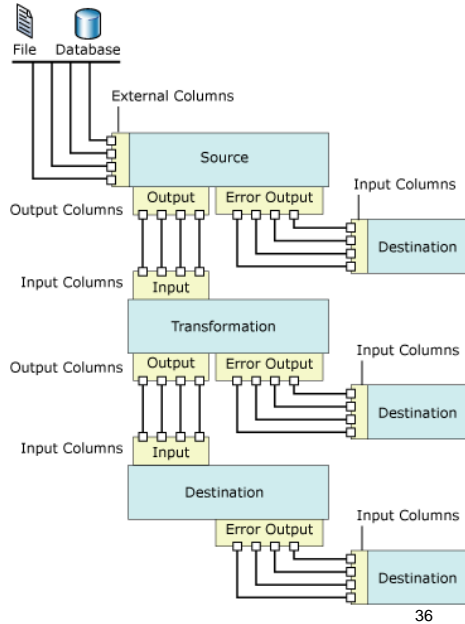 File Database
External Columns
Source
Output Error Output
Input Columns
Output Columns
Destination
Input Columns
Input
Transformation
Input Columns
Output Columns
Output Error Output
Destination
Input Columns
Input
Destination
Input Columns
Error Output
Destination
36